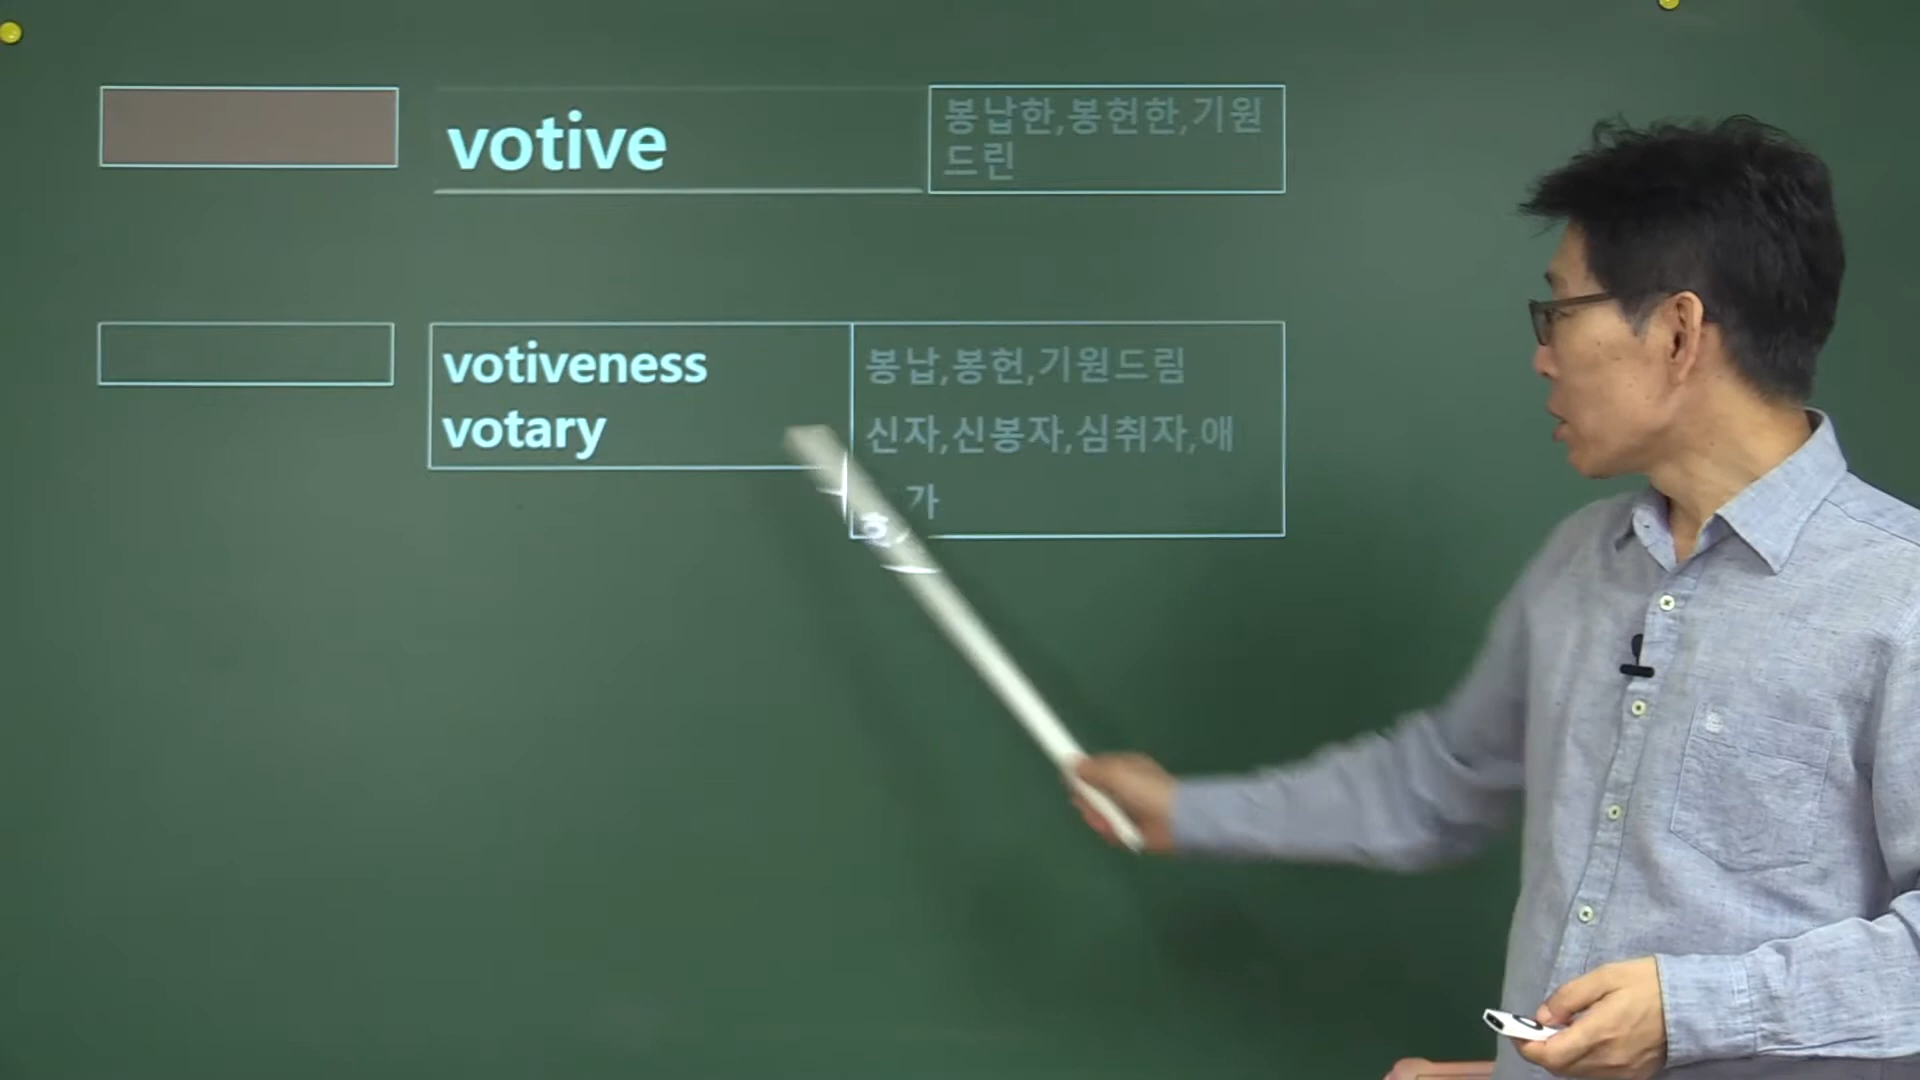 votive
봉납한,봉헌한,기원
드린
votiveness
봉납,봉헌,기원드림
votary
신자,신봉자,심취자,애
가